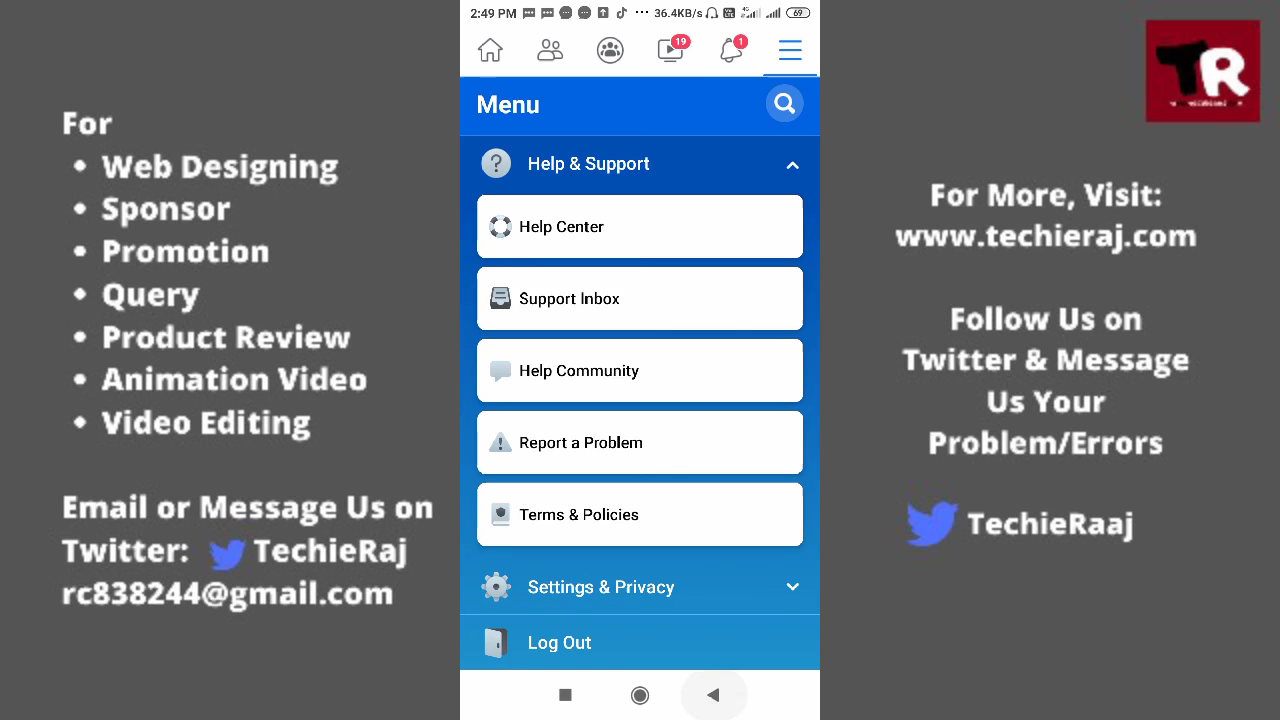 For
• Web Designing
• Sponsor
• Promotion
• Query
• Product Review
• Animation Video
• Video Editing
Email or Message Us on
Twitter: TechieRaj
rc838244@gmail.com
2:49 PM ... 36.4KB/s 4G 69
19
1
Menu
Help & Support
Help Center
Support Inbox
Help Community
Report a Problem
Terms & Policies
Settings & Privacy
Log Out
TR
For More, Visit:
www.techieraj.com
Follow Us on
Twitter & Message
Us Your
Problem/Errors
TechieRaaj